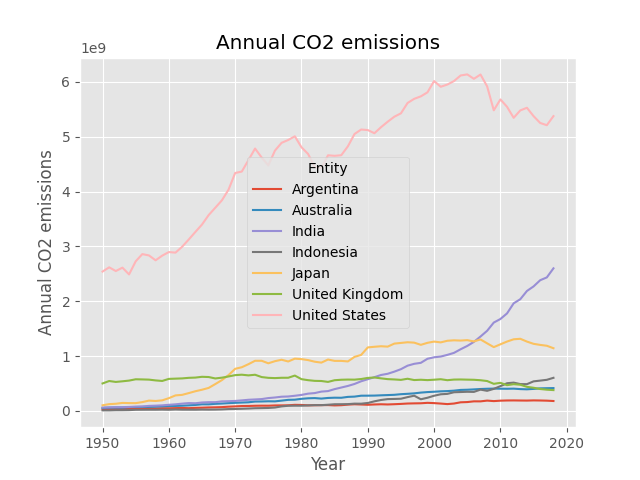 Annual CO2 emissions
1e9
6
5
4
3
2
1
0
Annual CO2 emissions
Entity
Argentina
Australia
India
Indonesia
Japan
United Kingdom
United States
1950 1960 1970 1980 1990 2000 2010 2020
Year